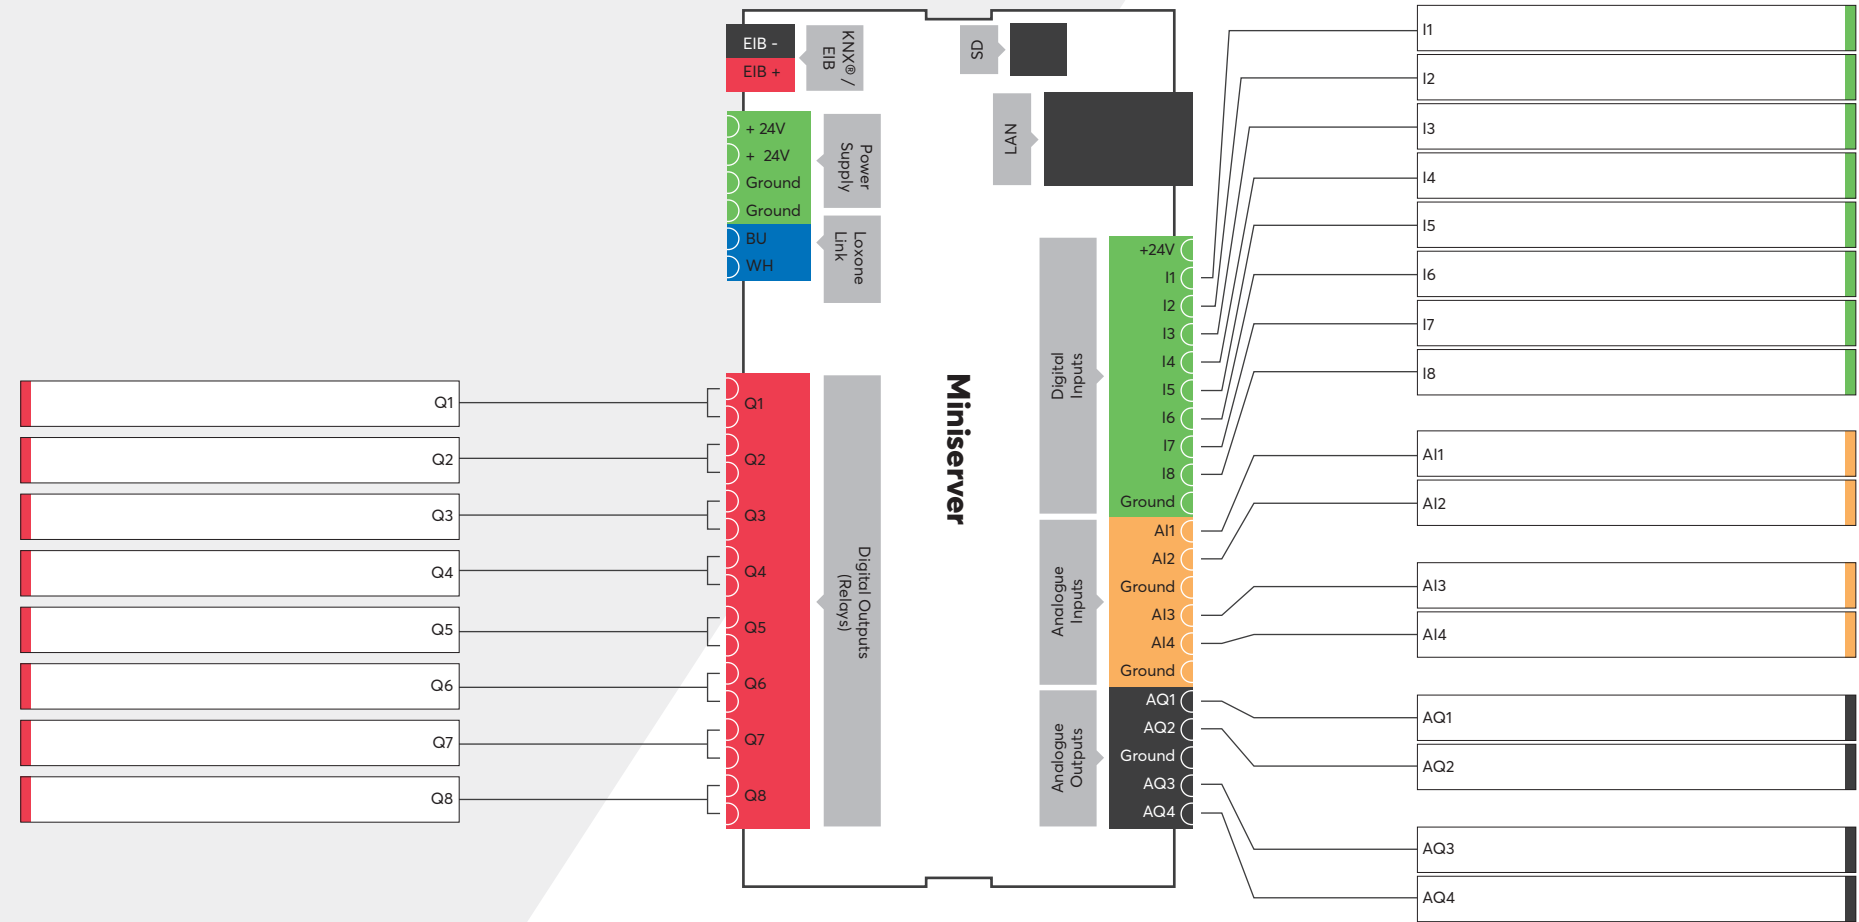 EIB -
EIB +
KNX® /
EIB
+ 24V
+ 24V
Ground
Ground
Power
Supply
BU
WH
Loxone
Link
Q1
Q2
Q3
Q4
Q5
Q6
Q7
Q8
Q1
Q2
Q3
Q4
Q5
Q6
Q7
Q8
Digital Outputs
(Relays)
Miniserver
SD
LAN
Digital
Inputs
Analogue
Inputs
Analogue
Outputs
+24V
I1
I2
I3
I4
I5
I6
I7
I8
Ground
AI1
AI2
Ground
AI3
AI4
Ground
AQ1
AQ2
Ground
AQ3
AQ4
I1
I2
I3
I4
I5
I6
I7
I8
AI1
AI2
AI3
AI4
AQ1
AQ2
AQ3
AQ4